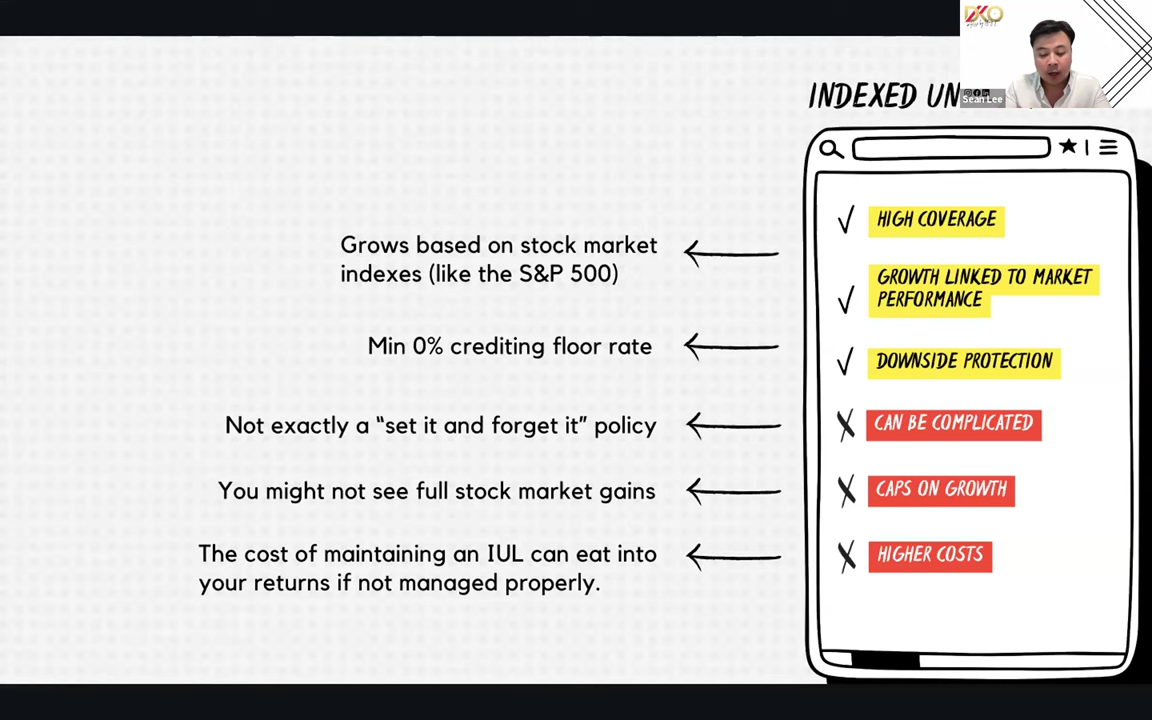 INDEXED UN
Sean Lee
HIGH COVERAGE
Grows based on stock market
indexes (like the S&P 500)
GROWTH LINKED TO MARKET
PERFORMANCE
Min 0% crediting floor rate
DOWNSIDE PROTECTION
Not exactly a “set it and forget it” policy
CAN BE COMPLICATED
You might not see full stock market gains
CAPS ON GROWTH
The cost of maintaining an IUL can eat into
your returns if not managed properly.
HIGHER COSTS